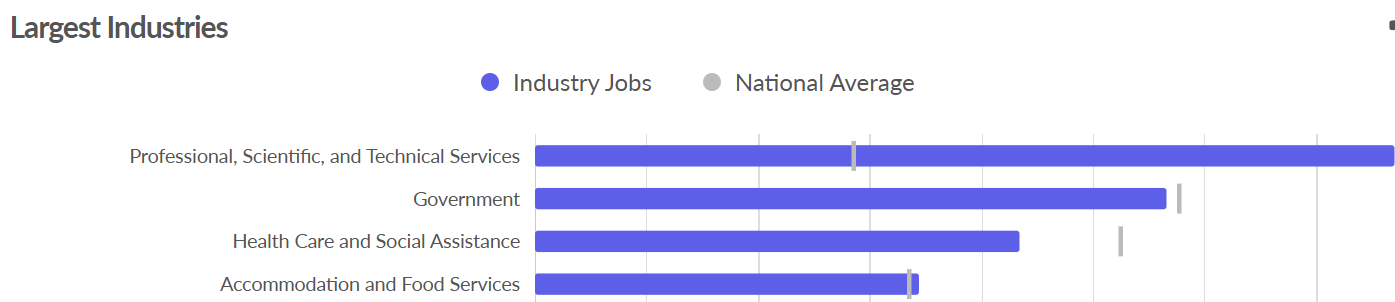 Largest Industries
Industry Jobs
National Average
Professional, Scientific, and Technical Services
Government
Health Care and Social Assistance
Accommodation and Food Services